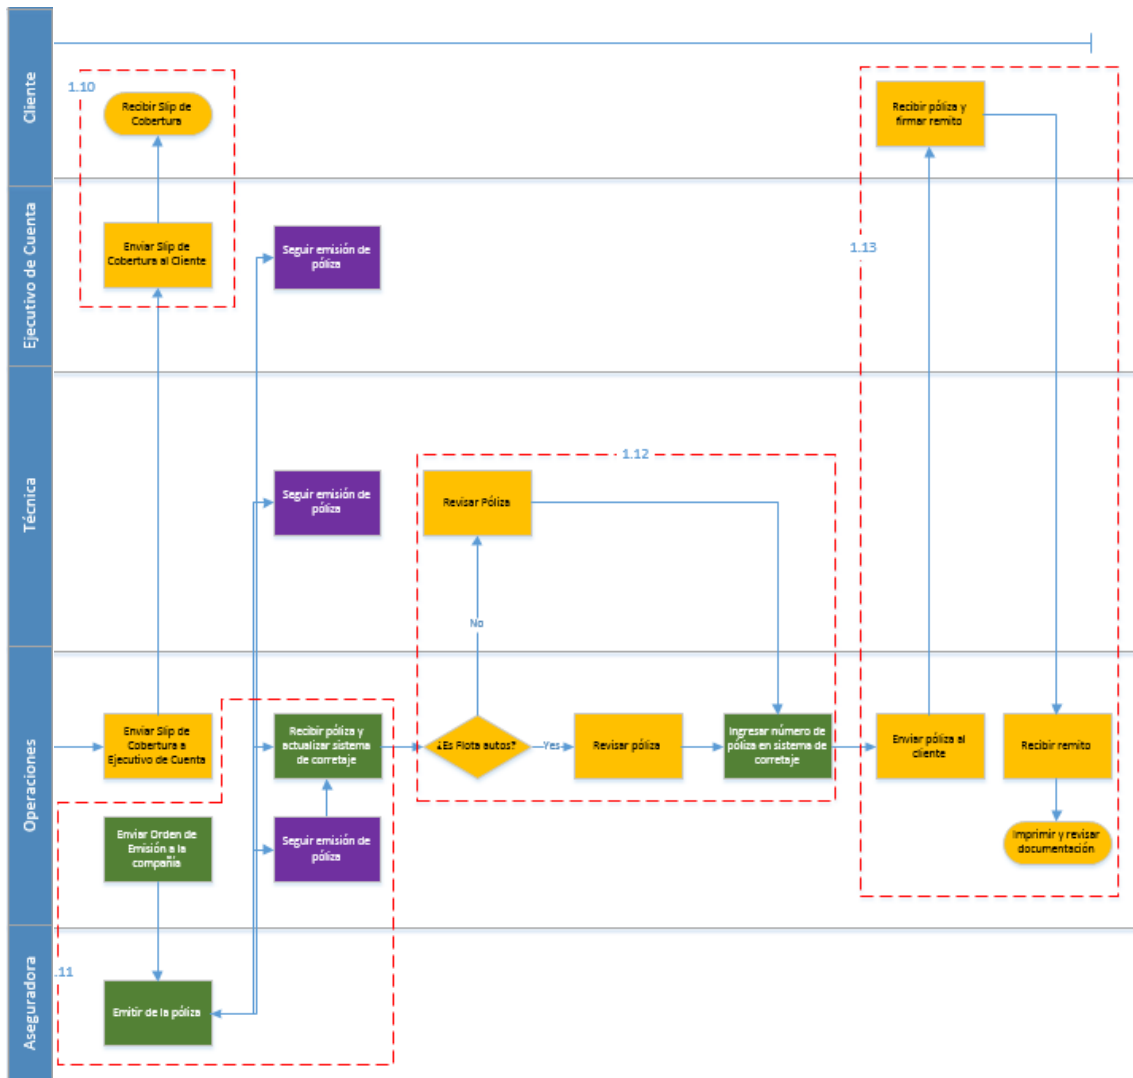 Cliente
1.10
Recibir Slip de
Cobertura
Recibir póliza y
firmar remito
Ejecutivo de Cuenta
Enviar Slip de
Cobertura al Cliente
Seguir emisión de
póliza
1.13
Técnica
1.12
Seguir emisión de
póliza
Revisar Póliza
No
Operaciones
Enviar Slip de
Cobertura a
Ejecutivo de Cuenta
Recibir póliza y
actualizar sistema
de corretaje
¿Es Flota autos?
Yes
Revisar póliza
Ingresar número de
póliza en sistema de
corretaje
Enviar póliza al
cliente
Recibir remito
Enviar Orden de
Emisión a la
compañia
Seguir emisión de
póliza
Imprimir y revisar
documentación
Aseguradora
.11
Emitir de la póliza